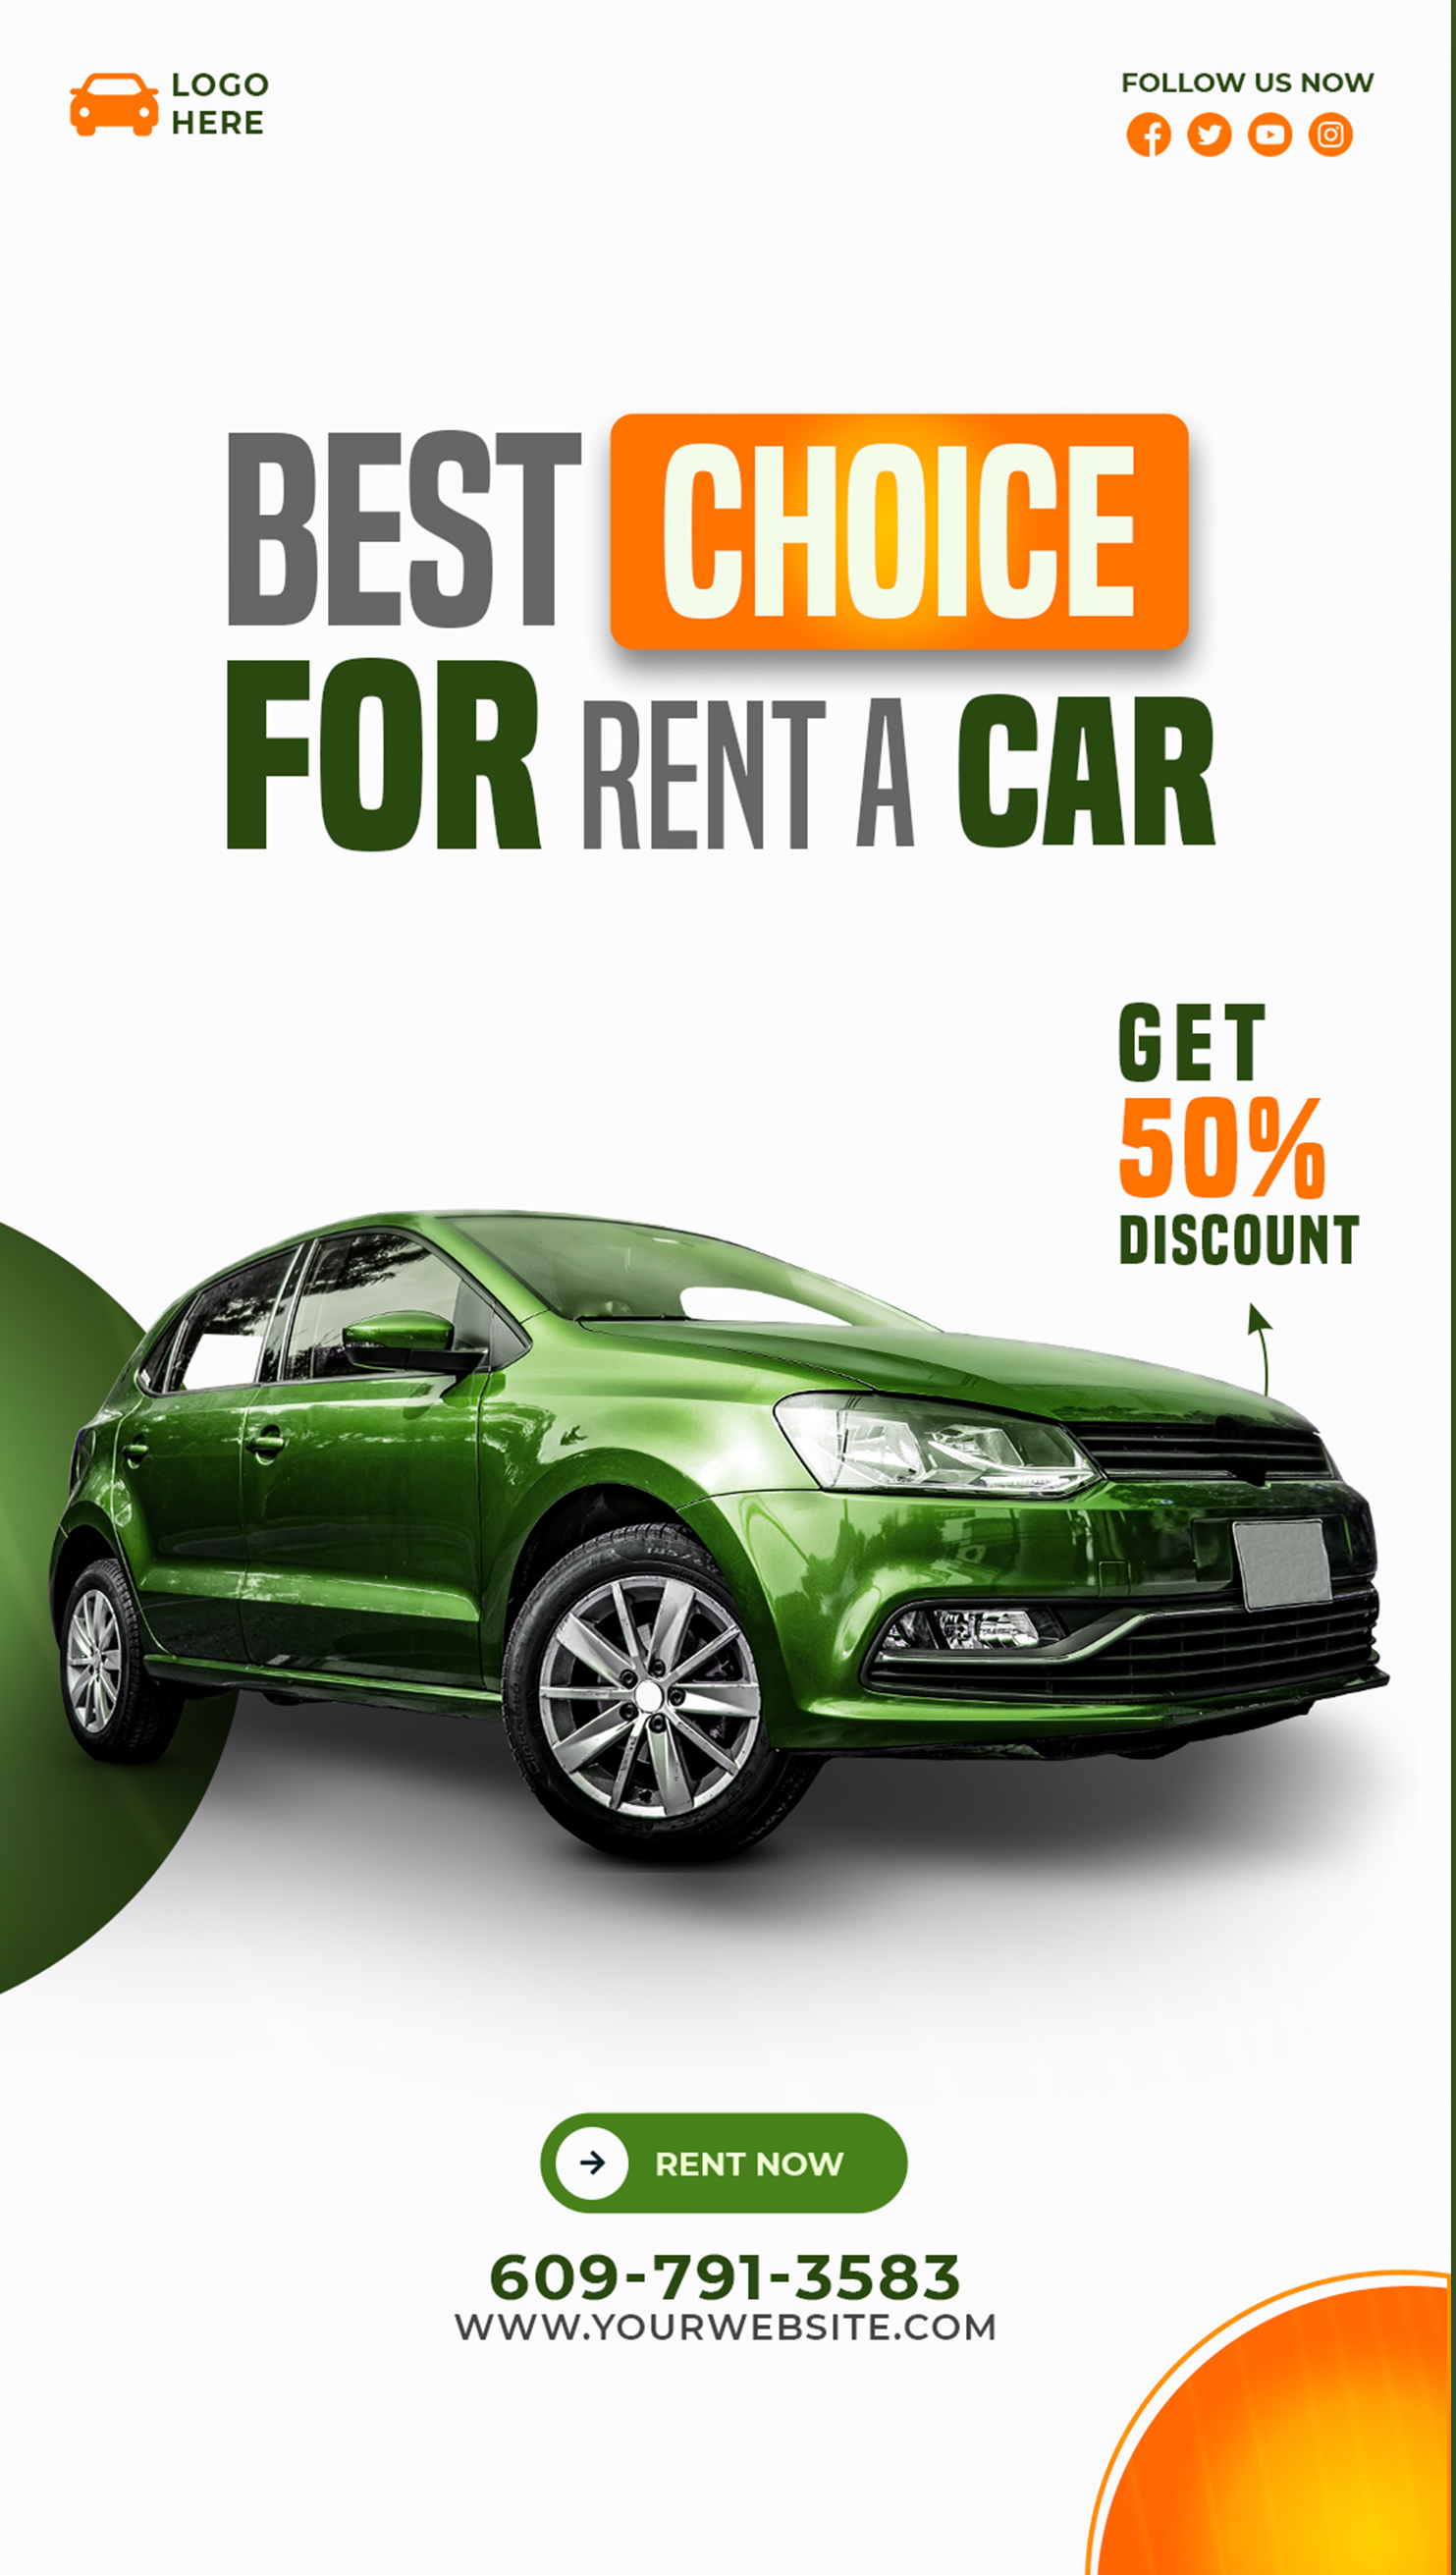 LOGO
HERE
FOLLOW US NOW
BEST CHOICE
FOR RENT A CAR
GET
50%
DISCOUNT
RENT NOW
609-791-3583
WWW.YOURWEBSITE.COM